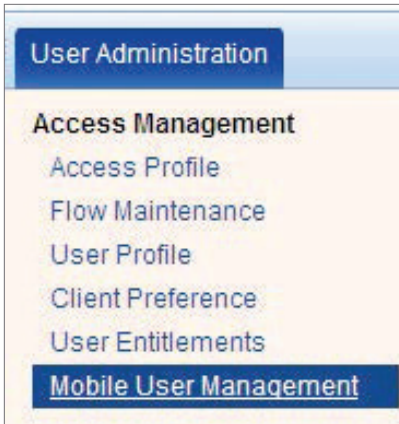 User Administration
Access Management
Access Profile
Flow Maintenance
User Profile
Client Preference
User Entitlements
Mobile User Management